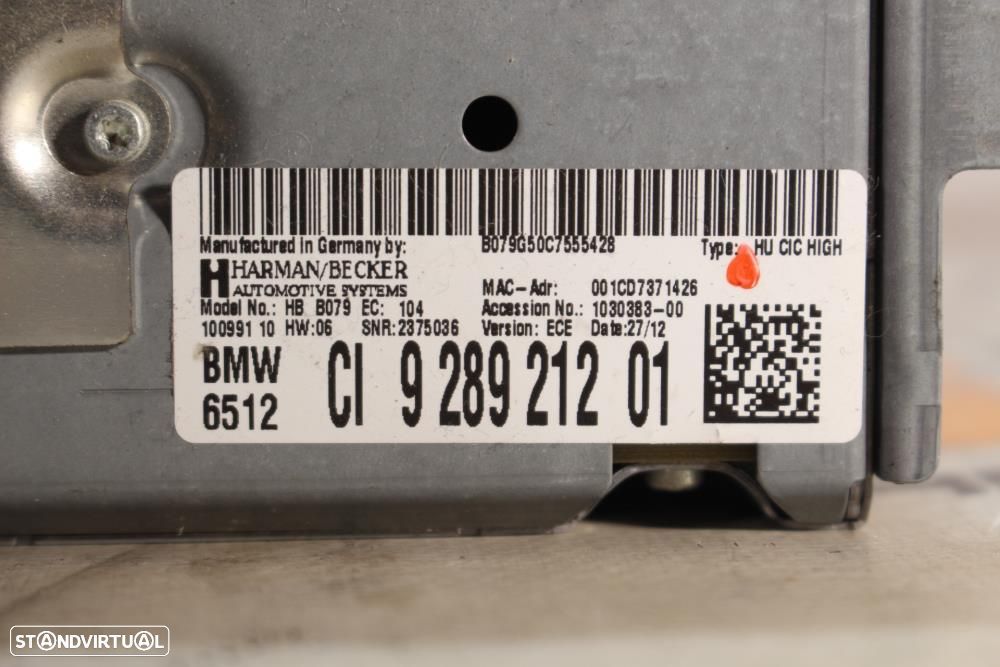 Manufactured in Germany by: B079G50C7555428 Type: HU CIC HIGH
HARMAN/BECKER
AUTOMOTIVE SYSTEMS MAC-Adr: 001CD7371426
Model No.: HB B079 EC: 104 Accession No.: 1030383-00
10099110 HW:06 SNR:2375036 Version: ECE Date:27/12
BMW CI 9 289 212 01
6512
STANDVIRTUAL